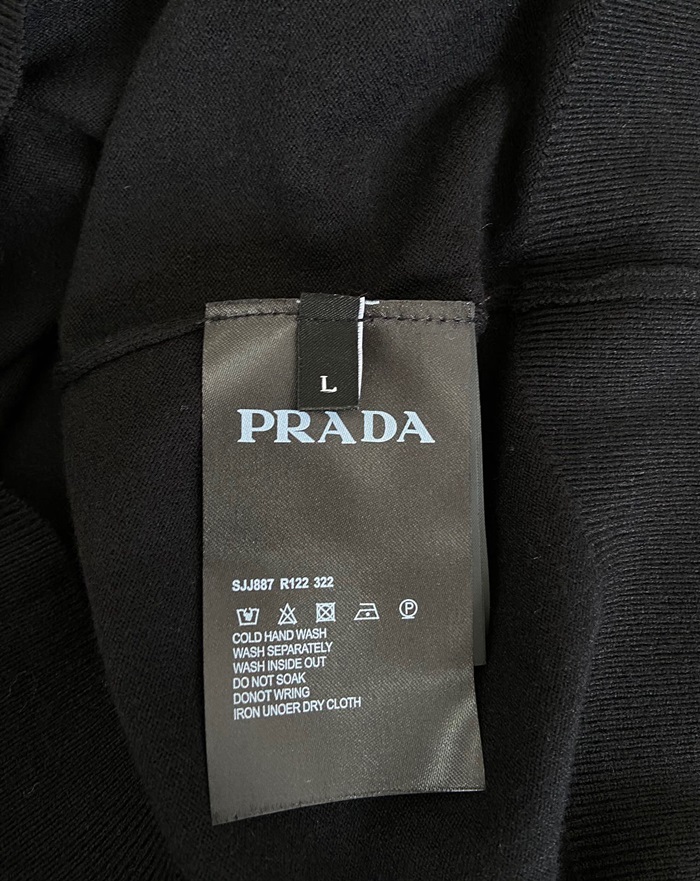 L
PRADA
SJJ887 R122 322
P
COLD HAND WASH
WASH SEPARATELY
WASH INSIDE OUT
DO NOT SOAK
DONOT WRING
IRON UNOER DRY CLOTH